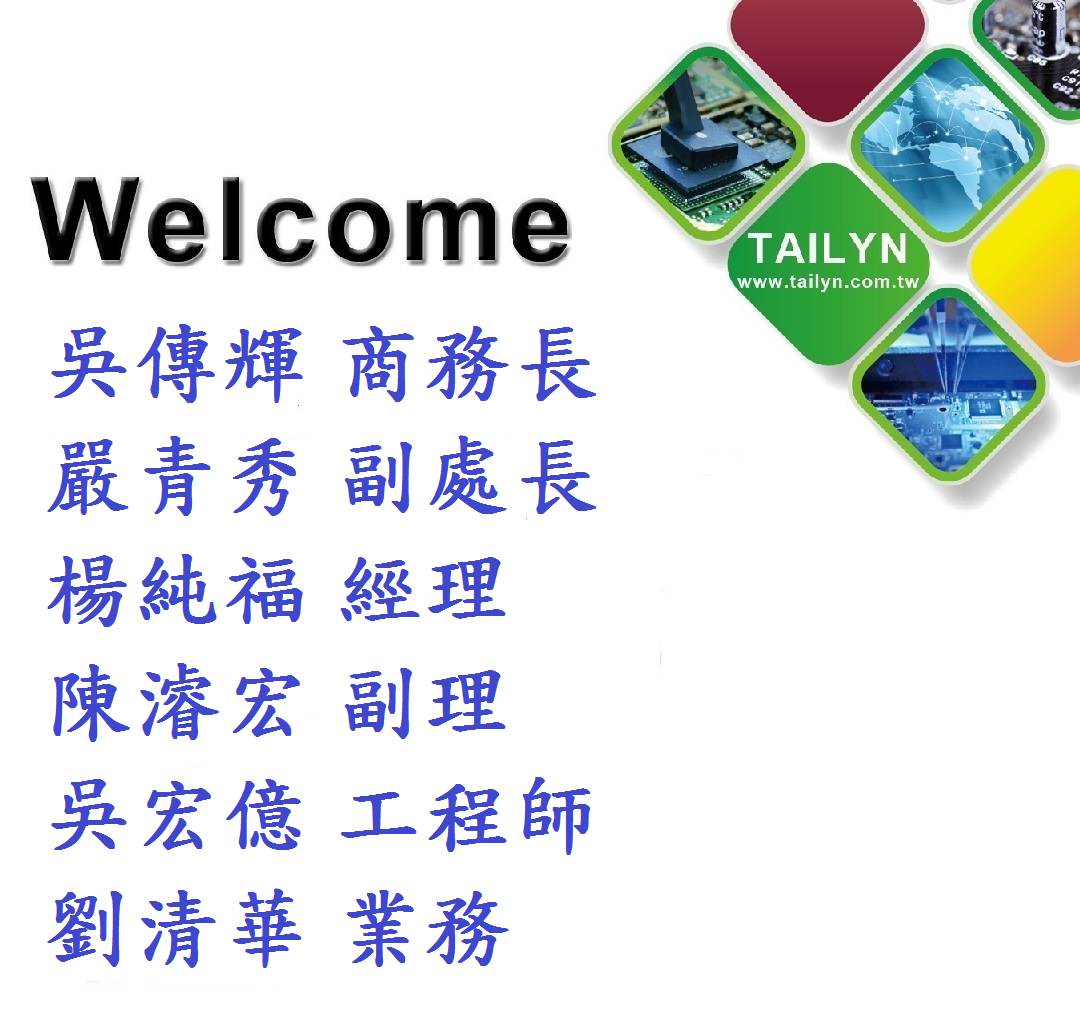 Welcome
TAILYN
www.tailyn.com.tw
吳傳輝 商務長
嚴青秀 副處長
楊純福 經理
陳濬宏 副理
吳宏億 工程師
劉清華 業務